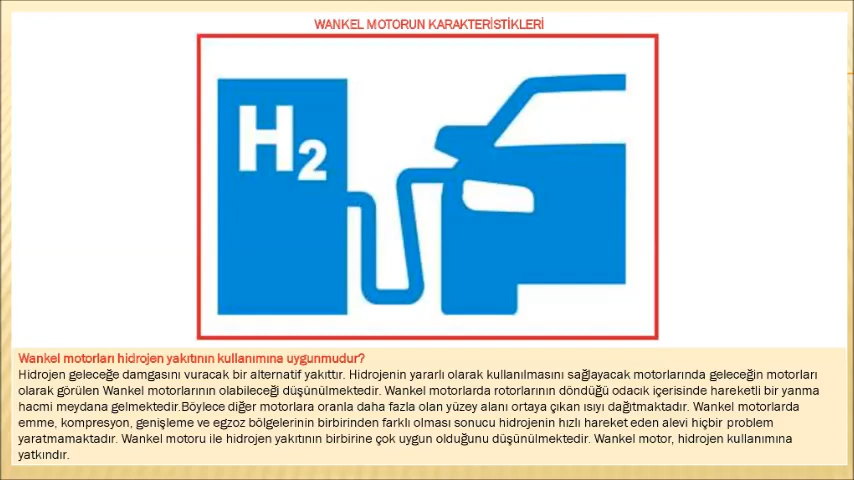 WANKEL MOTORUN KARAKTERİSTİKLERİ
H2
Wankel motorları hidrojen yakıtının kullanımına uygunmudur?
Hidrojen geleceğe damgasını vuracak bir alternatif yakıttır. Hidrojenin yararlı olarak kullanılmasını sağlayacak motorlarında geleceğin motorları
olarak görülen Wankel motorlarının olabileceği düşünülmektedir. Wankel motorlarda rotorlarının döndüğü odacık içerisinde hareketli bir yanma
hacmi meydana gelmektedir.Böylece diğer motorlara oranla daha fazla olan yüzey alanı ortaya çıkan ısıyı dağıtmaktadır. Wankel motorlarda
emme, kompresyon, genişleme ve egzoz bölgelerinin birbirinden farklı olması sonucu hidrojenin hızlı hareket eden alevi hiçbir problem
yaratmamaktadır. Wankel motoru ile hidrojen yakıtının birbirine çok uygun olduğunu düşünülmektedir. Wankel motor, hidrojen kullanımına
yatkındır.